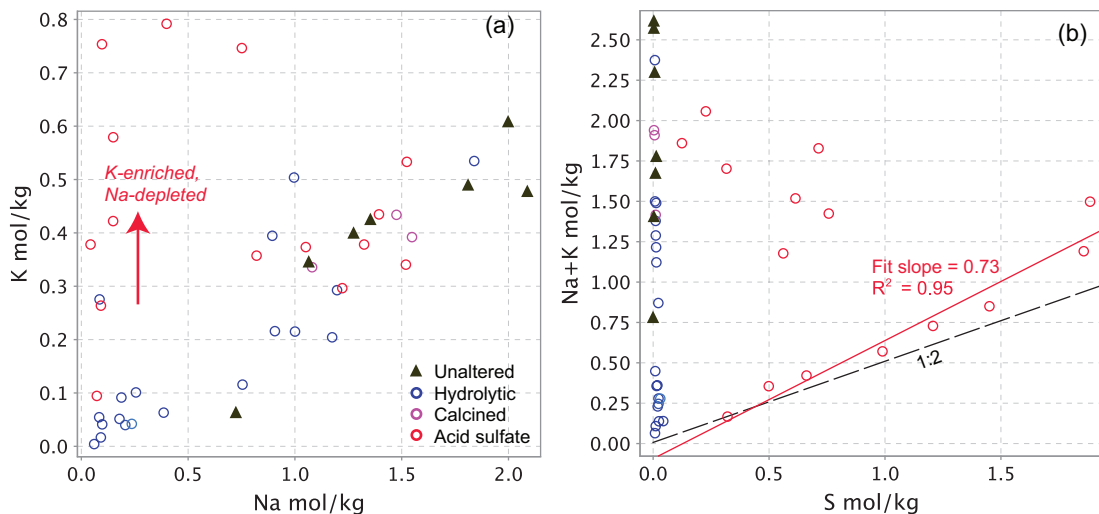 (a)
0.8
0.7
0.6
0.5
0.4
0.3
0.2
0.1
0.0
K mol/kg
K-enriched,
Na-depleted
Unaltered
Hydrolytic
Calcined
Acid sulfate
0.0
0.5
1.0
1.5
2.0
Na mol/kg
(b)
2.50
2.25
2.00
1.75
1.50
1.25
1.00
0.75
0.50
0.25
0.00
Na+K mol/kg
Fit slope = 0.73
R2 = 0.95
1:2
0.0
0.5
1.0
1.5
S mol/kg